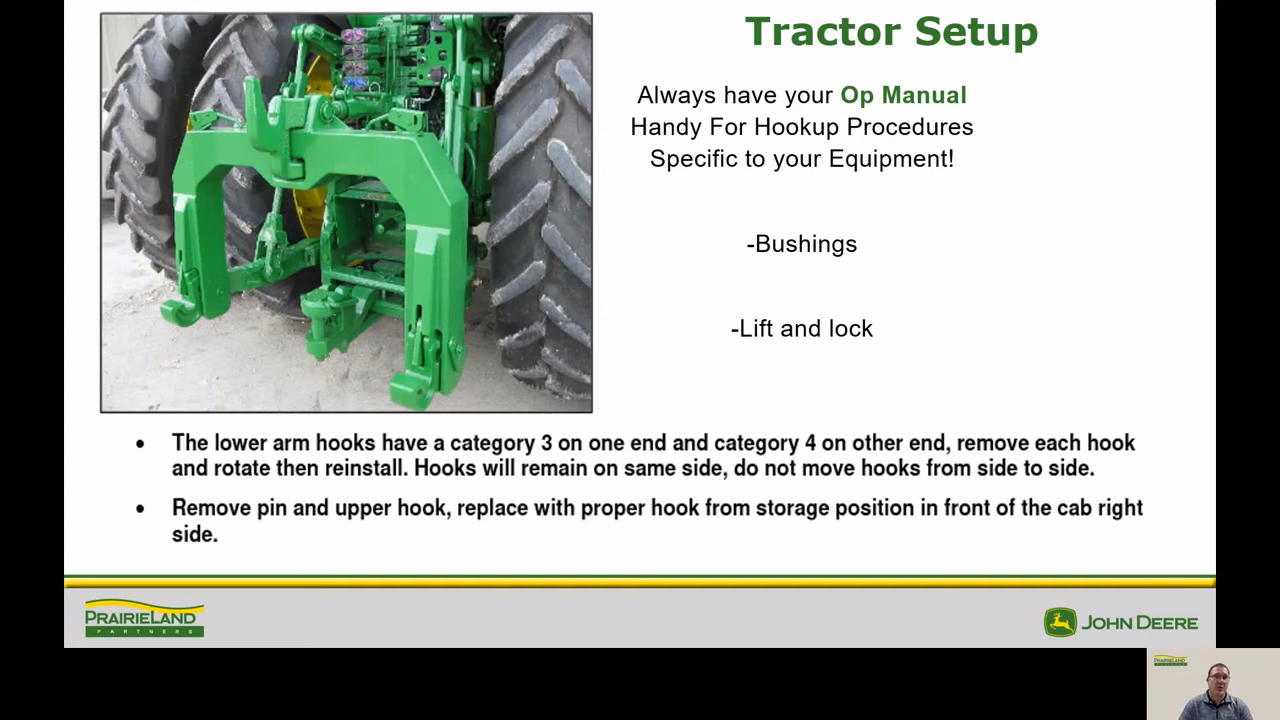 Tractor Setup
Always have your Op Manual
Handy For Hookup Procedures
Specific to your Equipment!
-Bushings
-Lift and lock
• The lower arm hooks have a category 3 on one end and category 4 on other end, remove each hook
and rotate then reinstall. Hooks will remain on same side, do not move hooks from side to side.
• Remove pin and upper hook, replace with proper hook from storage position in front of the cab right
side.
PRAIRIELAND
PARTNERS
JOHN DEERE
PRAIRIELAND